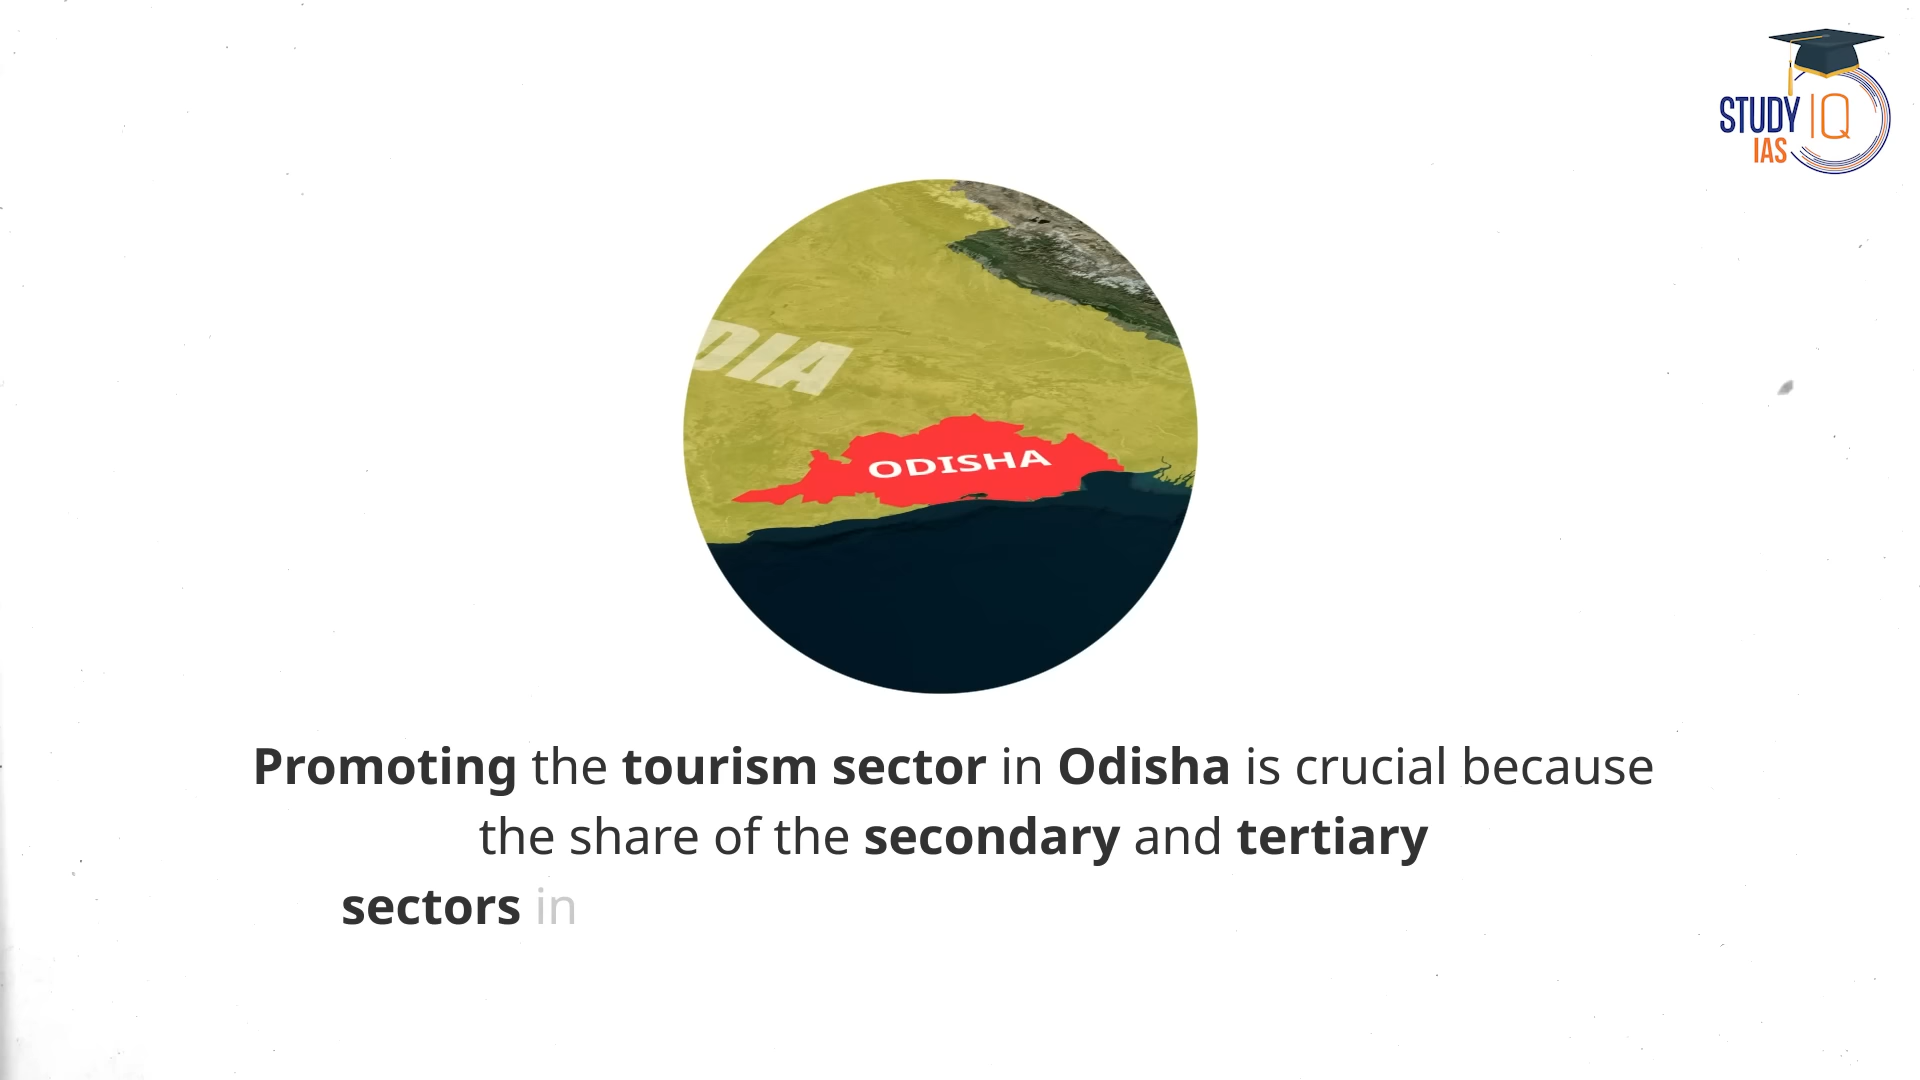 STUDY IQ
IAS
DIA
ODISHA
Promoting the tourism sector in Odisha is crucial because
the share of the secondary and tertiary
sectors in